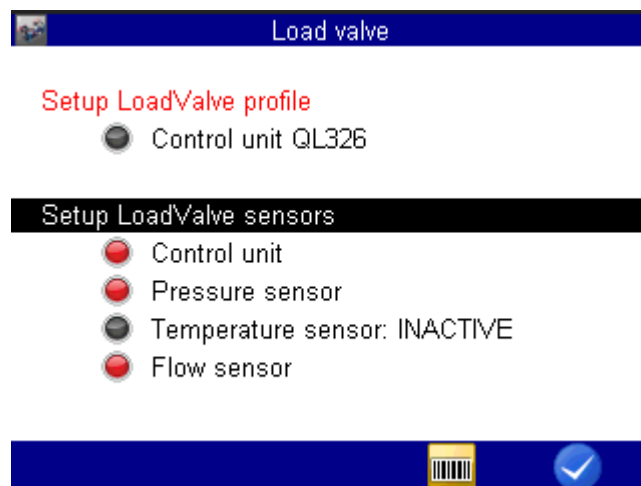 Load valve
Setup LoadValve profile
Control unit QL326
Setup LoadValve sensors
Control unit
Pressure sensor
Temperature sensor: INACTIVE
Flow sensor